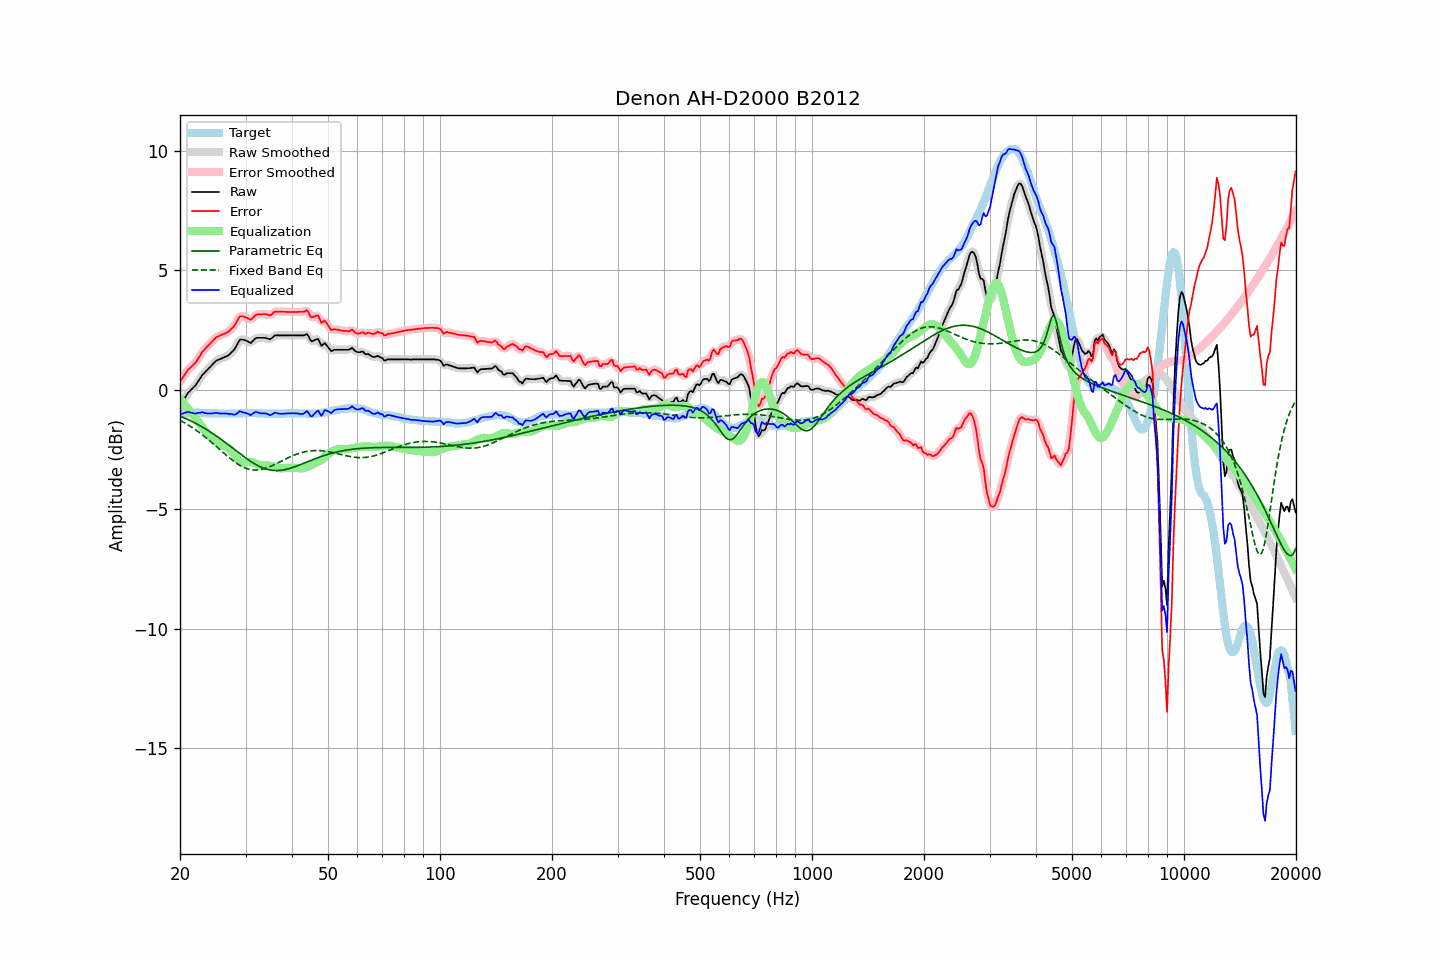 Denon AH-D2000 B2012
Target
Raw Smoothed
Error Smoothed
Raw
Error
Equalization
Parametric Eq
Fixed Band Eq
Equalized
Amplitude (dBr)
10
5
0
−5
−10
−15
20
50
100
200
500
1000
2000
5000
10000
20000
Frequency (Hz)